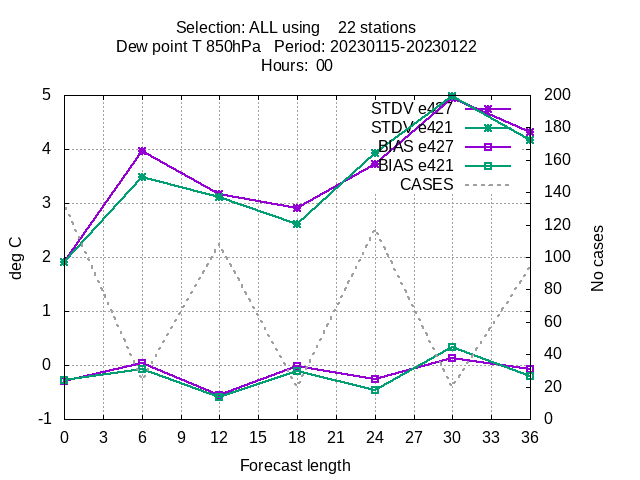 Selection: ALL using    22 stations
Dew point T 850hPa   Period: 20230115-20230122
Hours:  00
STDV e427
STDV e421
BIAS e427
BIAS e421
CASES
5
4
3
2
1
0
-1
deg C
200
180
160
140
120
100
80
60
40
20
0
No cases
0 3 6 9 12 15 18 21 24 27 30 33 36
Forecast length